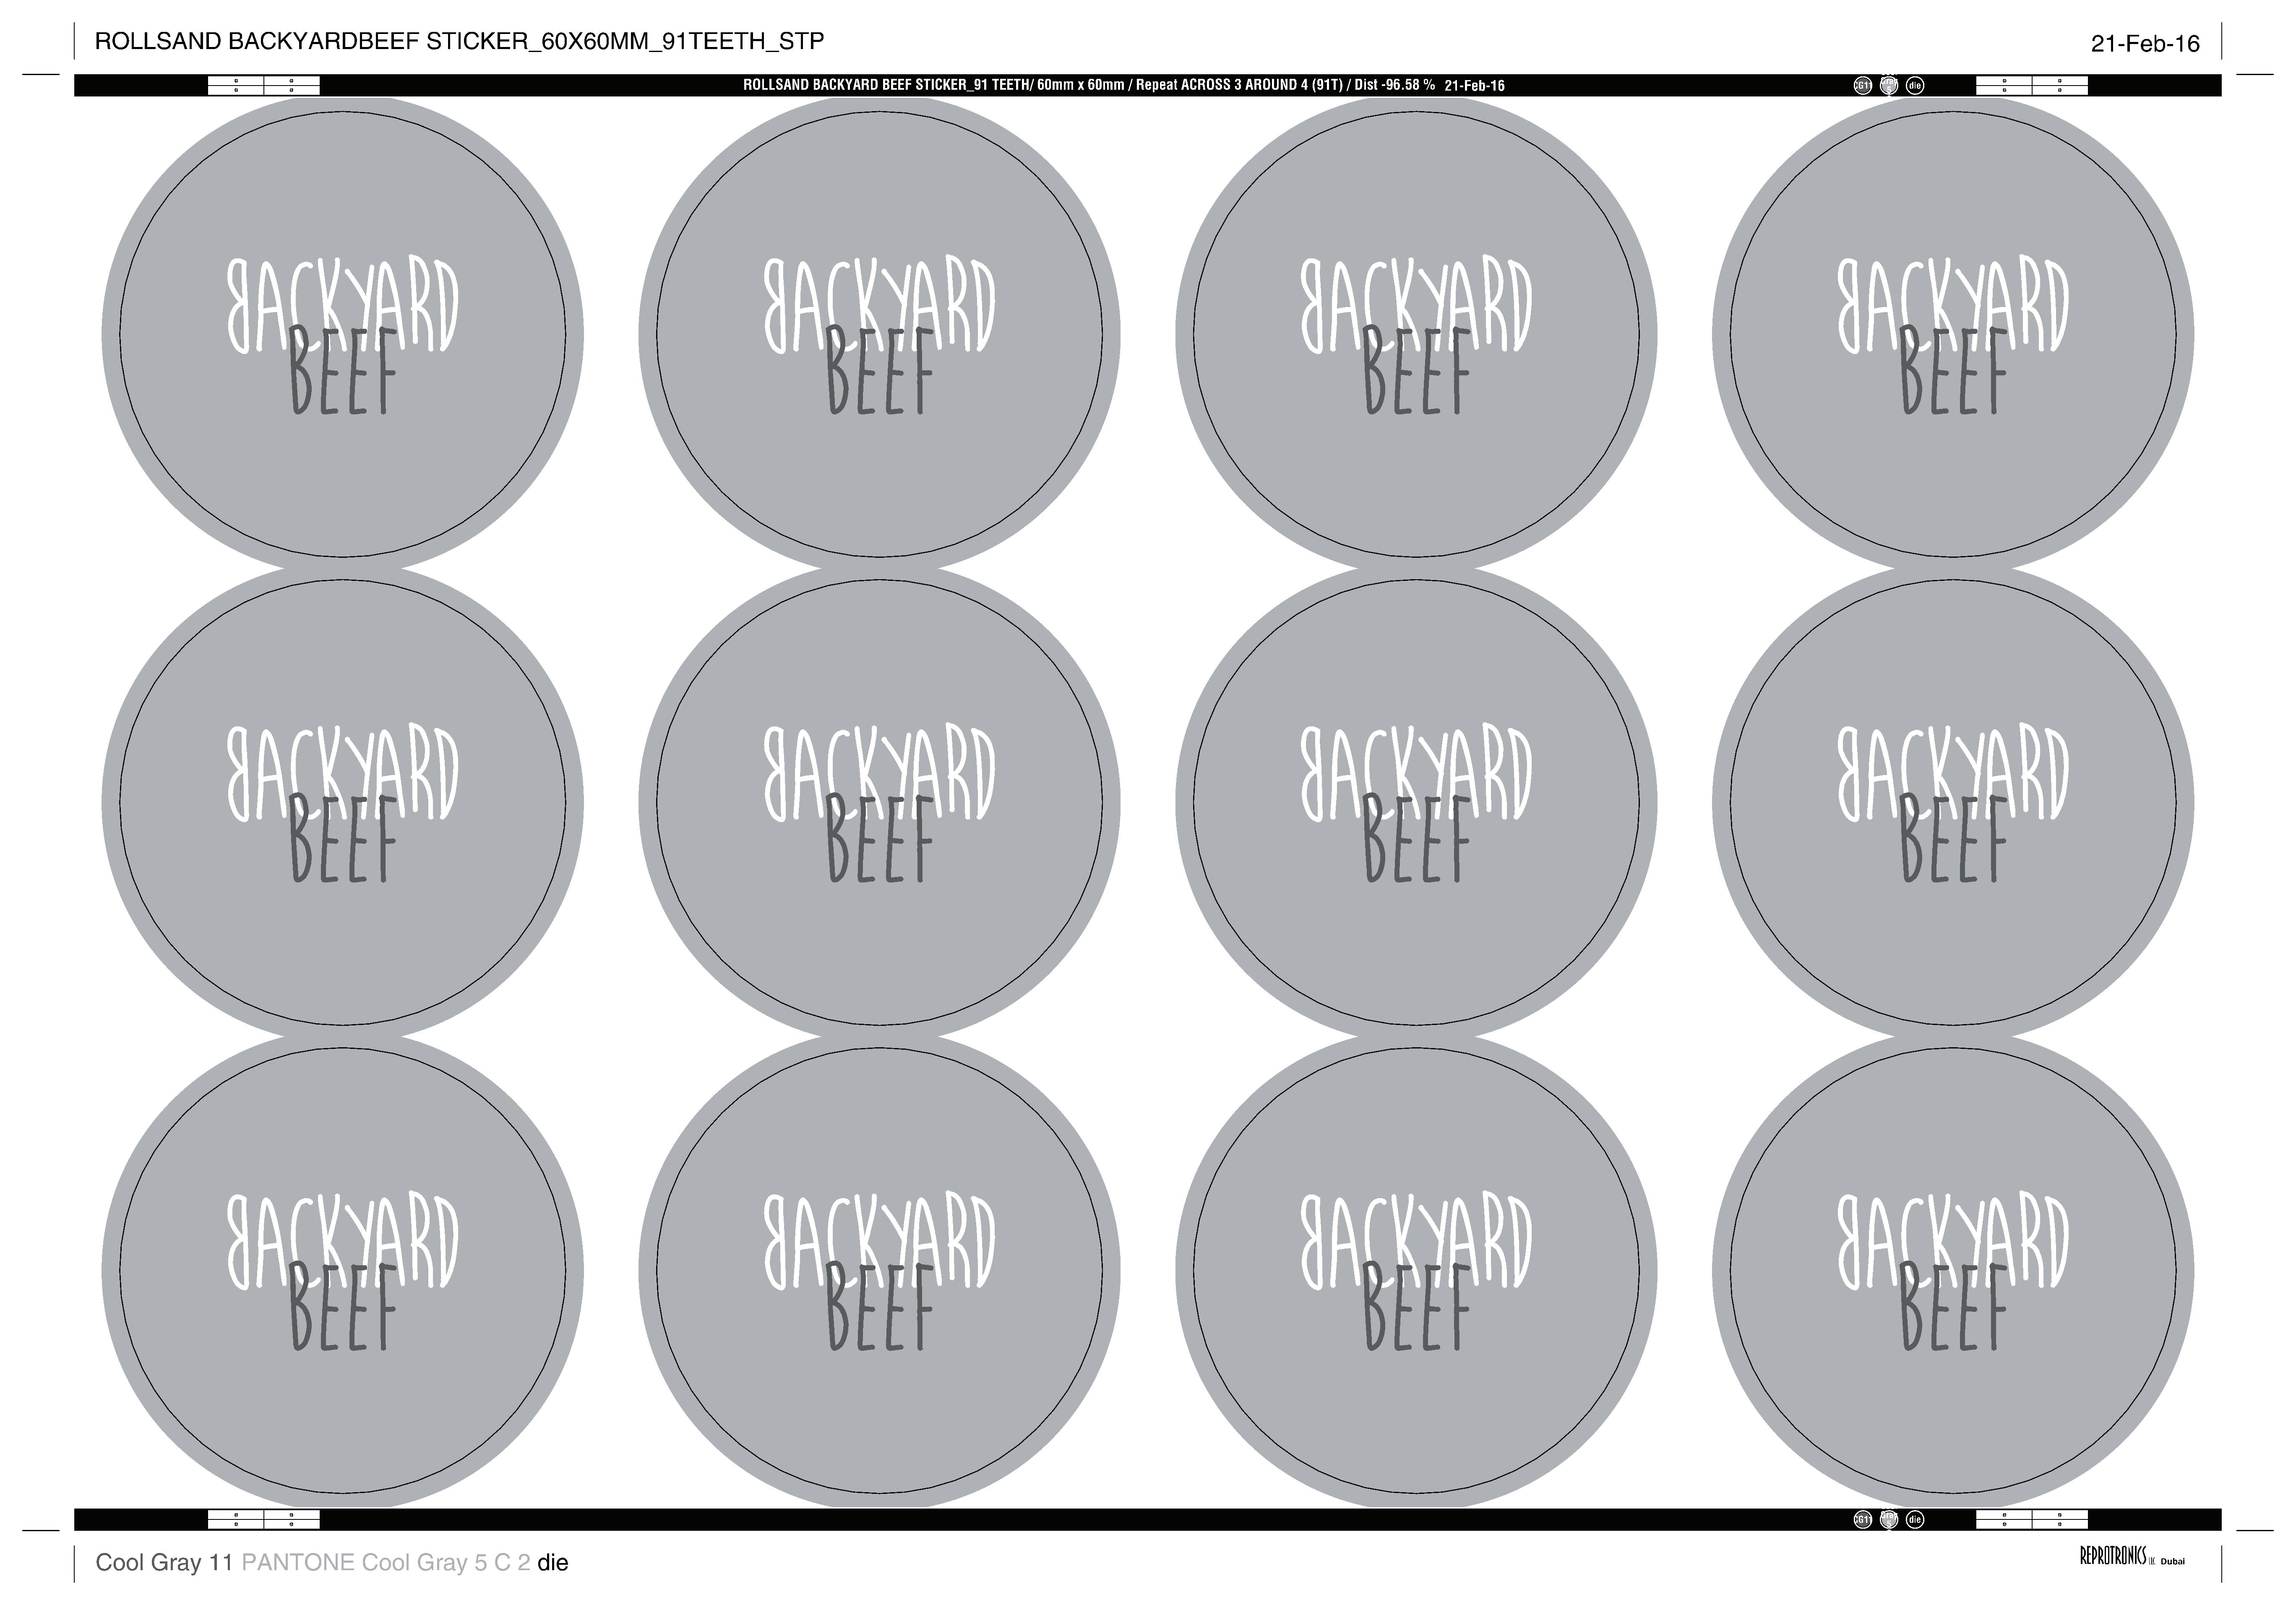 ROLLSAND BACKYARDBEEF STICKER_60X60MM_91TEETH_STP
21-Feb-16
ROLLSAND BACKYARD BEEF STICKER_91 TEETH/ 60mm x 60mm / Repeat ACROSS 3 AROUND 4 (91T) / Dist -96.58 % 21-Feb-16
CG11 die
BACKYARD BACKYARD BACKYARD BACKYARD
BEEF BEEF BEEF BEEF
BACKYARD BACKYARD BACKYARD BACKYARD
BEEF BEEF BEEF BEEF
BACKYARD BACKYARD BACKYARD BACKYARD
BEEF BEEF BEEF BEEF
CG11 die
Cool Gray 11 PANTONE Cool Gray 5 C 2 die
REPROTRONICS LLC Dubai